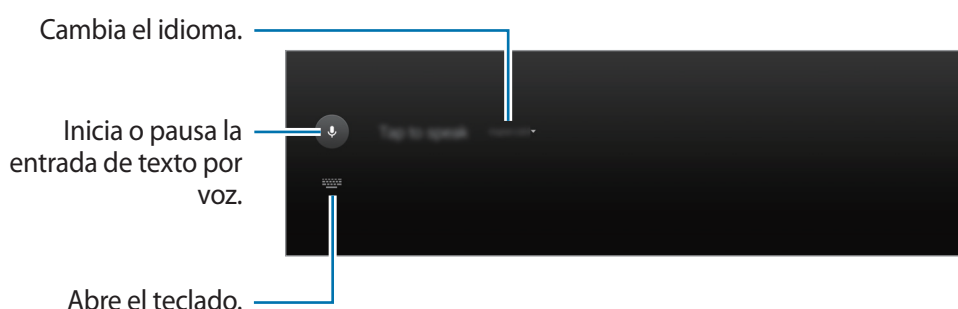 Cambia el idioma.
Inicia o pausa la
entrada de texto por
voz.
Tap to speak
Abre el teclado.